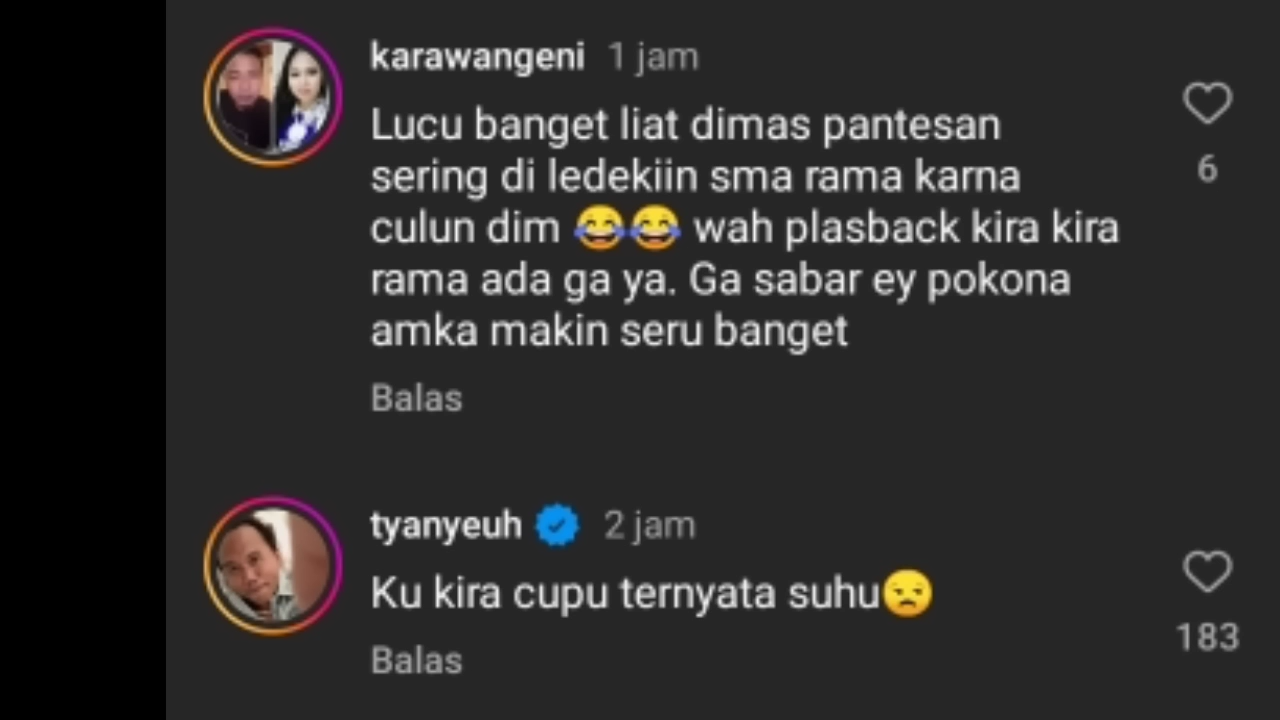 karawangeni 1 jam
Lucu banget liat dimas pantesan
sering di ledekiin sma rama karna
culun dim 😂😂 wah plasback kira kira
rama ada ga ya. Ga sabar ey pokona
amka makin seru banget
6
Balas
tyanyeuh 2 jam
Ku kira cupu ternyata suhu😒
183
Balas